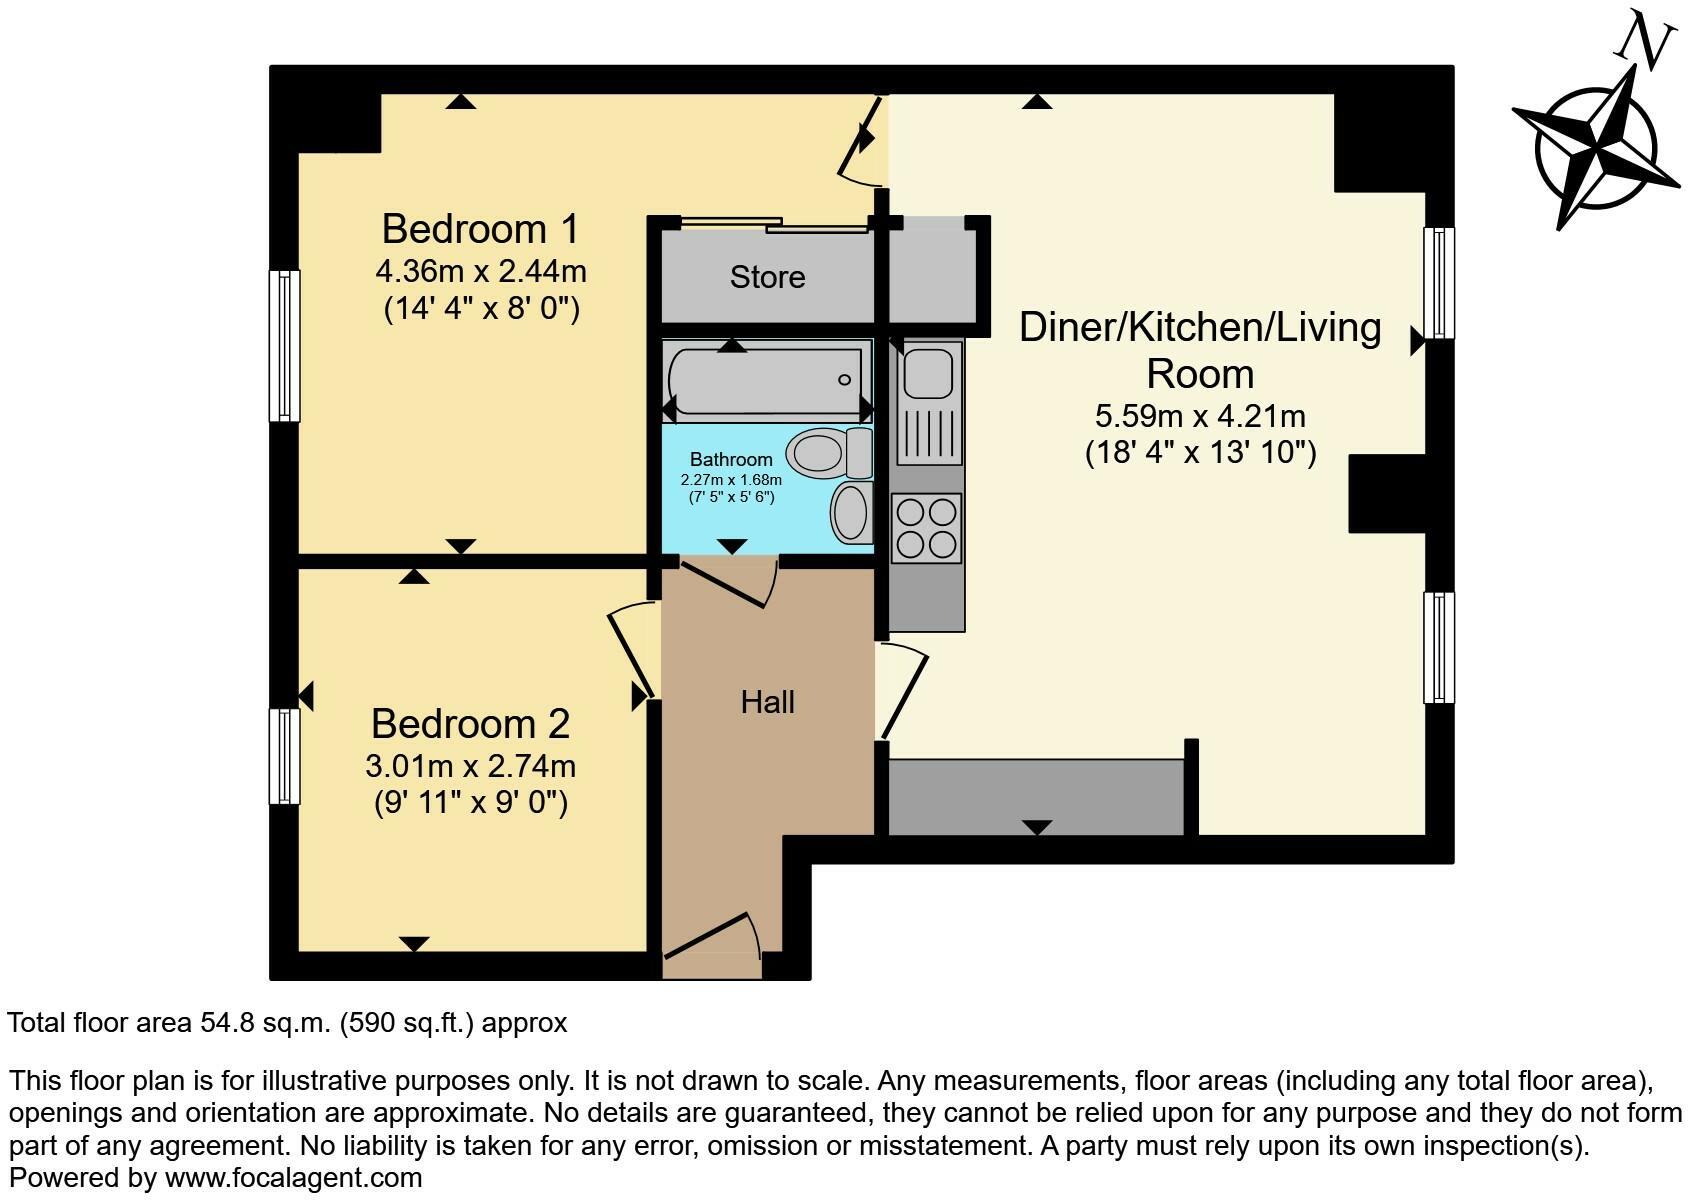 N
Bedroom 1
4.36m x 2.44m
(14' 4" x 8' 0")
Store
Diner/Kitchen/Living
Room
5.59m x 4.21m
(18' 4" x 13' 10")
Bathroom
2.27m x 1.68m
(7' 5" x 5' 6")
Hall
Bedroom 2
3.01m x 2.74m
(9' 11" x 9' 0")
Total floor area 54.8 sq.m. (590 sq.ft.) approx
This floor plan is for illustrative purposes only. It is not drawn to scale. Any measurements, floor areas (including any total floor area),
openings and orientation are approximate. No details are guaranteed, they cannot be relied upon for any purpose and they do not form
part of any agreement. No liability is taken for any error, omission or misstatement. A party must rely upon its own inspection(s).
Powered by www.focalagent.com